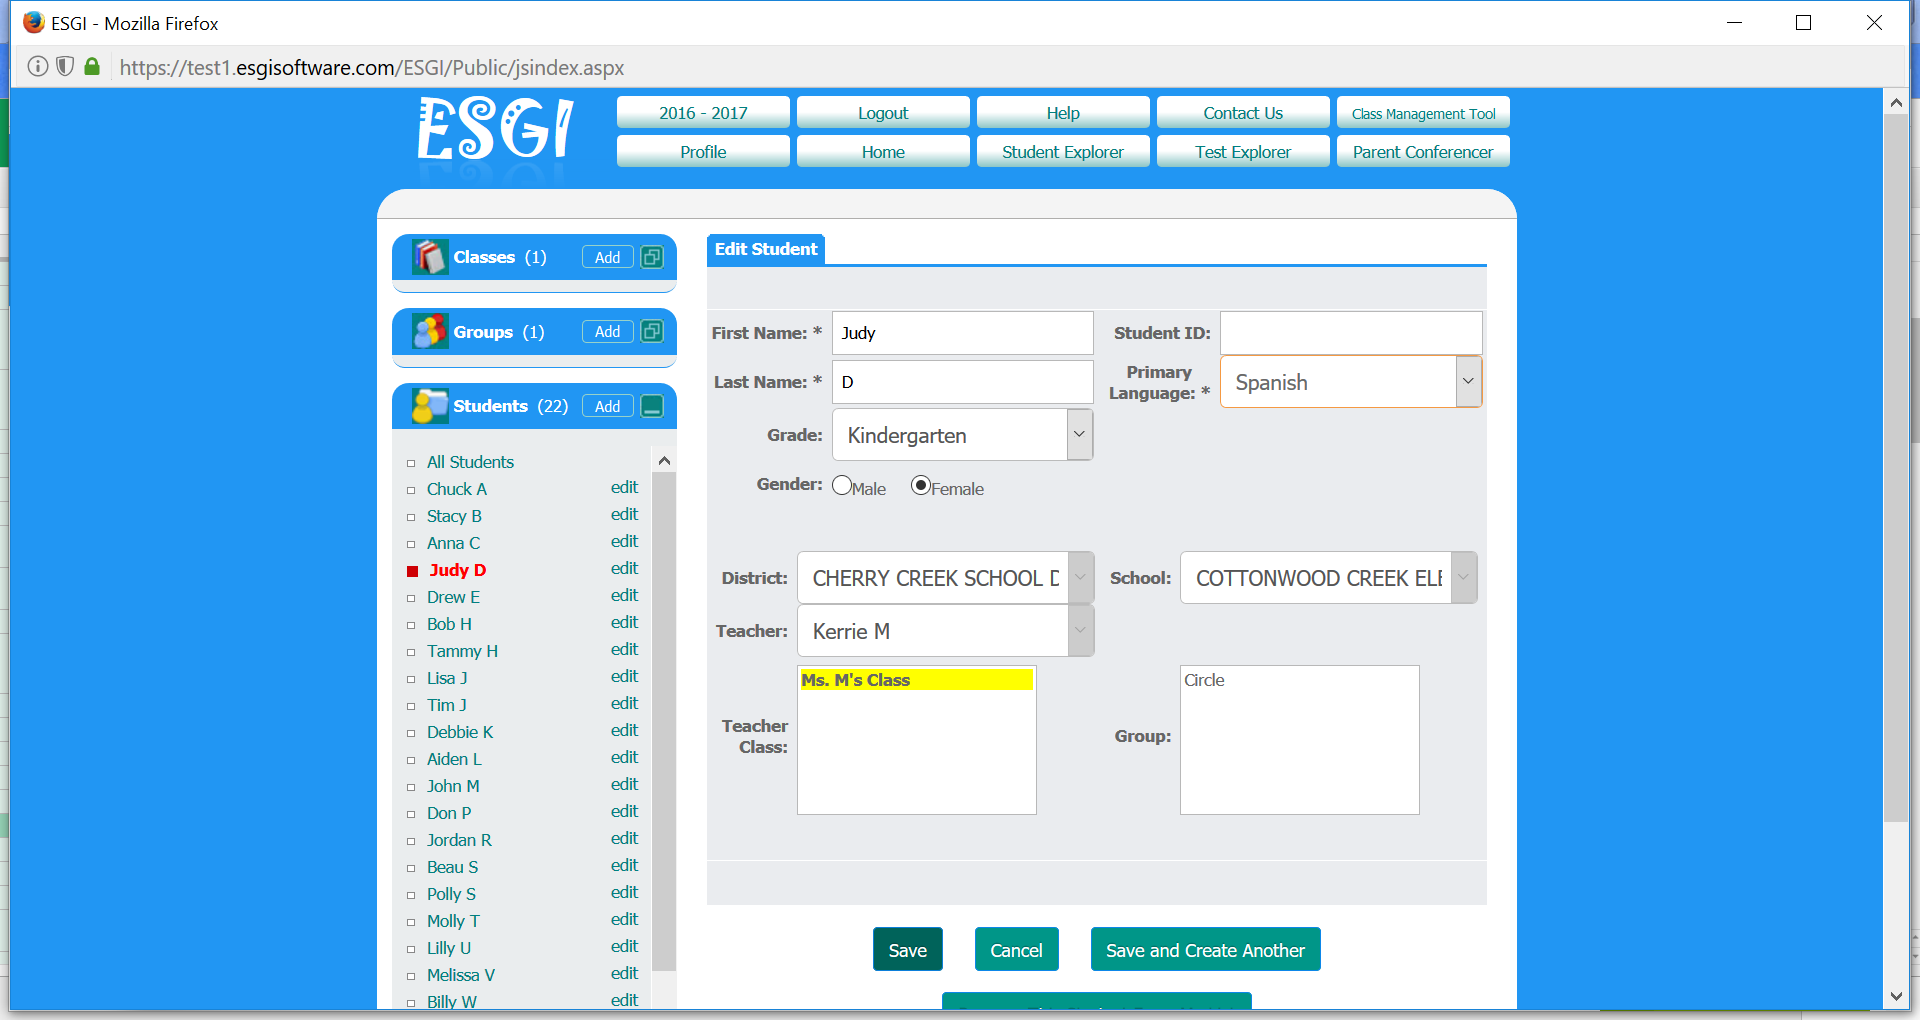 ESGI - Mozilla Firefox
https://test1.esgisoftware.com/ESGI/Public/jsindex.aspx
ESGI
2016 - 2017
Logout
Help
Contact Us
Class Management Tool
Profile
Home
Student Explorer
Test Explorer
Parent Conferencer
Classes (1) Add
Groups (1) Add
Students (22) Add
All Students
Chuck A edit
Stacy B edit
Anna C edit
Judy D edit
Drew E edit
Bob H edit
Tammy H edit
Lisa J edit
Tim J edit
Debbie K edit
Aiden L edit
John M edit
Don P edit
Jordan R edit
Beau S edit
Polly S edit
Molly T edit
Lilly U edit
Melissa V edit
Billy W edit
Edit Student
First Name: * Judy
Student ID:
Last Name: * D
Primary
Language: * Spanish
Grade: Kindergarten
Gender: Male Female
District: CHERRY CREEK SCHOOL D
School: COTTONWOOD CREEK ELE
Teacher: Kerrie M
Teacher
Class:
Ms. M's Class
Group:
Circle
Save
Cancel
Save and Create Another